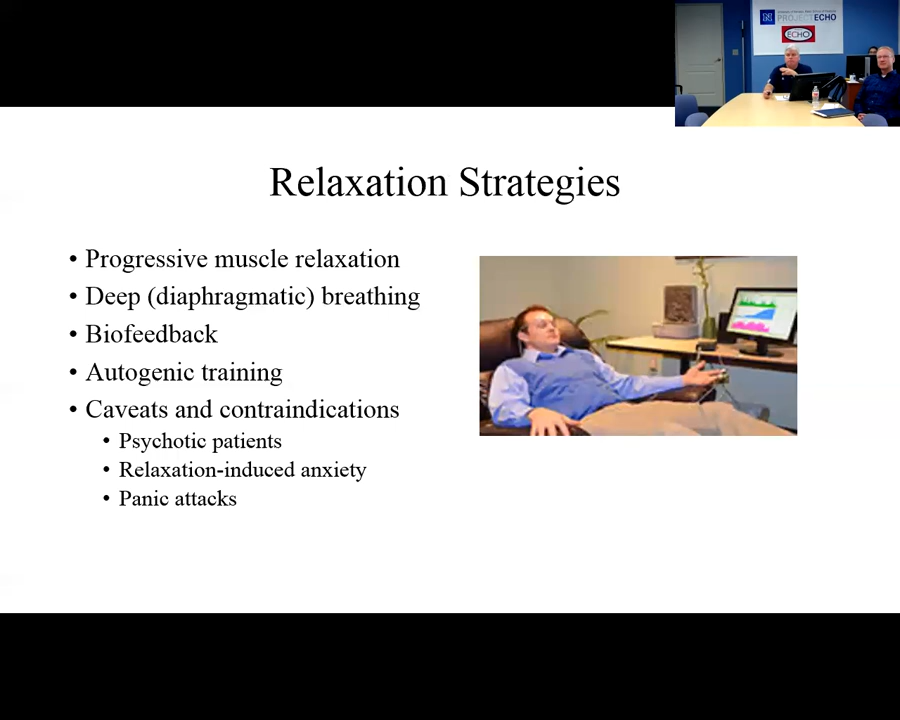 PROJECT ECHO
ECHO
Relaxation Strategies
• Progressive muscle relaxation
• Deep (diaphragmatic) breathing
• Biofeedback
• Autogenic training
• Caveats and contraindications
• Psychotic patients
• Relaxation-induced anxiety
• Panic attacks